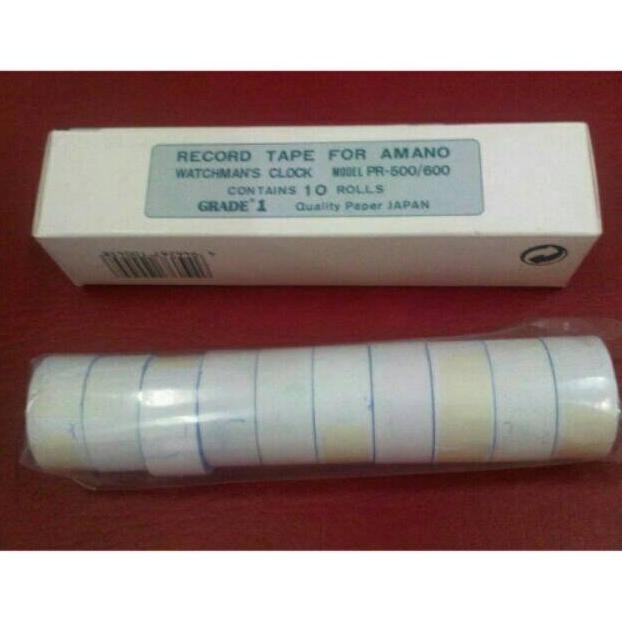 RECORD TAPE FOR AMANO
WATCHMAN'S CLOCK MODEL PR-500/600
CONTAINS 10 ROLLS
GRADE*1 Quality Paper JAPAN